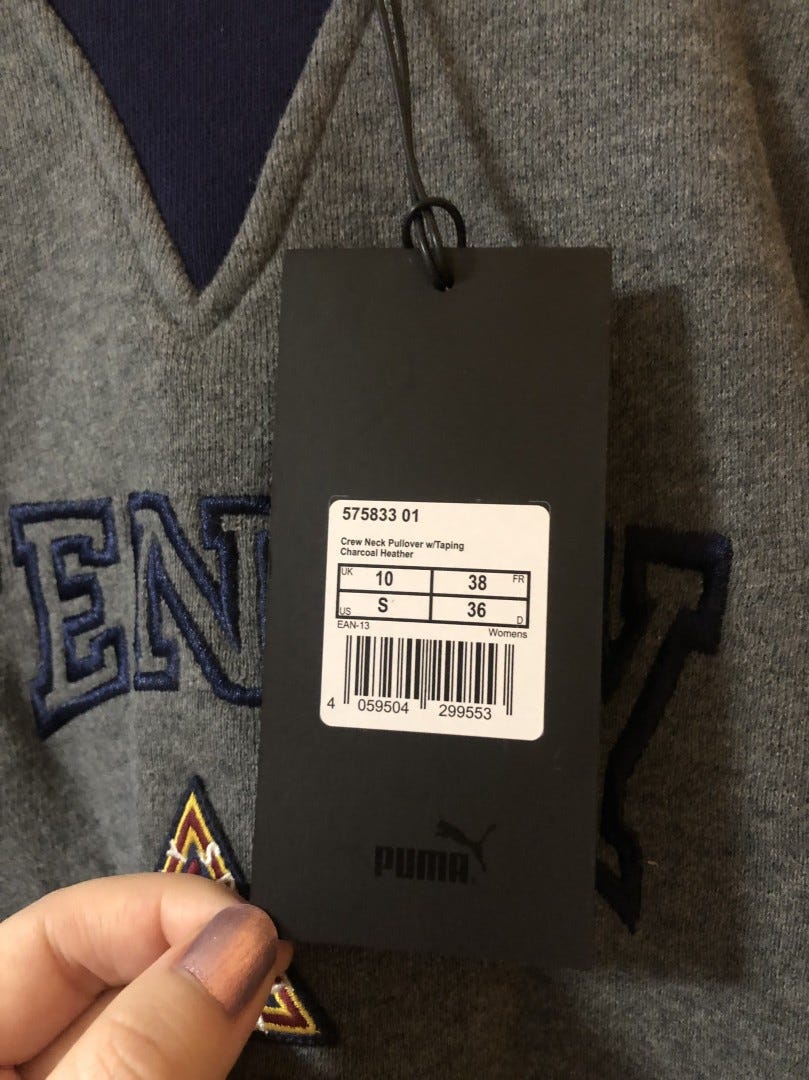 575833 01
Crew Neck Pullover w/Taping
Charcoal Heather
UK 10 38 FR
US S 36 D
EAN-13 Womens
4 059504 299553
PUMA